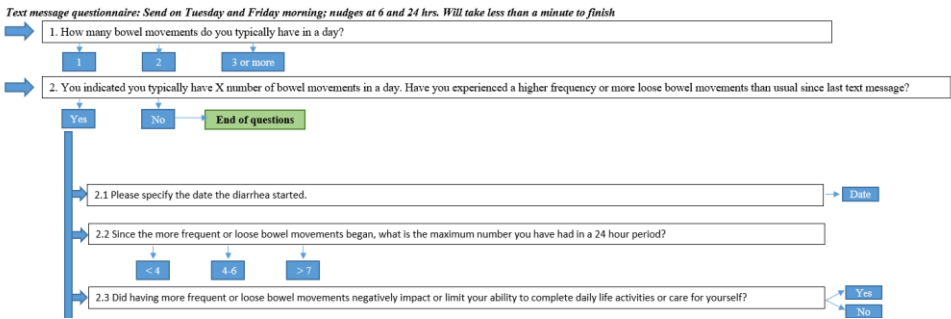 Text message questionnaire: Send on Tuesday and Friday morning; nudges at 6 and 24 hrs. Will take less than a minute to finish
1. How many bowel movements do you typically have in a day?
1 2 3 or more
2. You indicated you typically have X number of bowel movements in a day. Have you experienced a higher frequency or more loose bowel movements than usual since last text message?
Yes No End of questions
2.1 Please specify the date the diarrhea started. Date
2.2 Since the more frequent or loose bowel movements began, what is the maximum number you have had in a 24 hour period?
<4 4-6 >7
2.3 Did having more frequent or loose bowel movements negatively impact or limit your ability to complete daily life activities or care for yourself? Yes
No